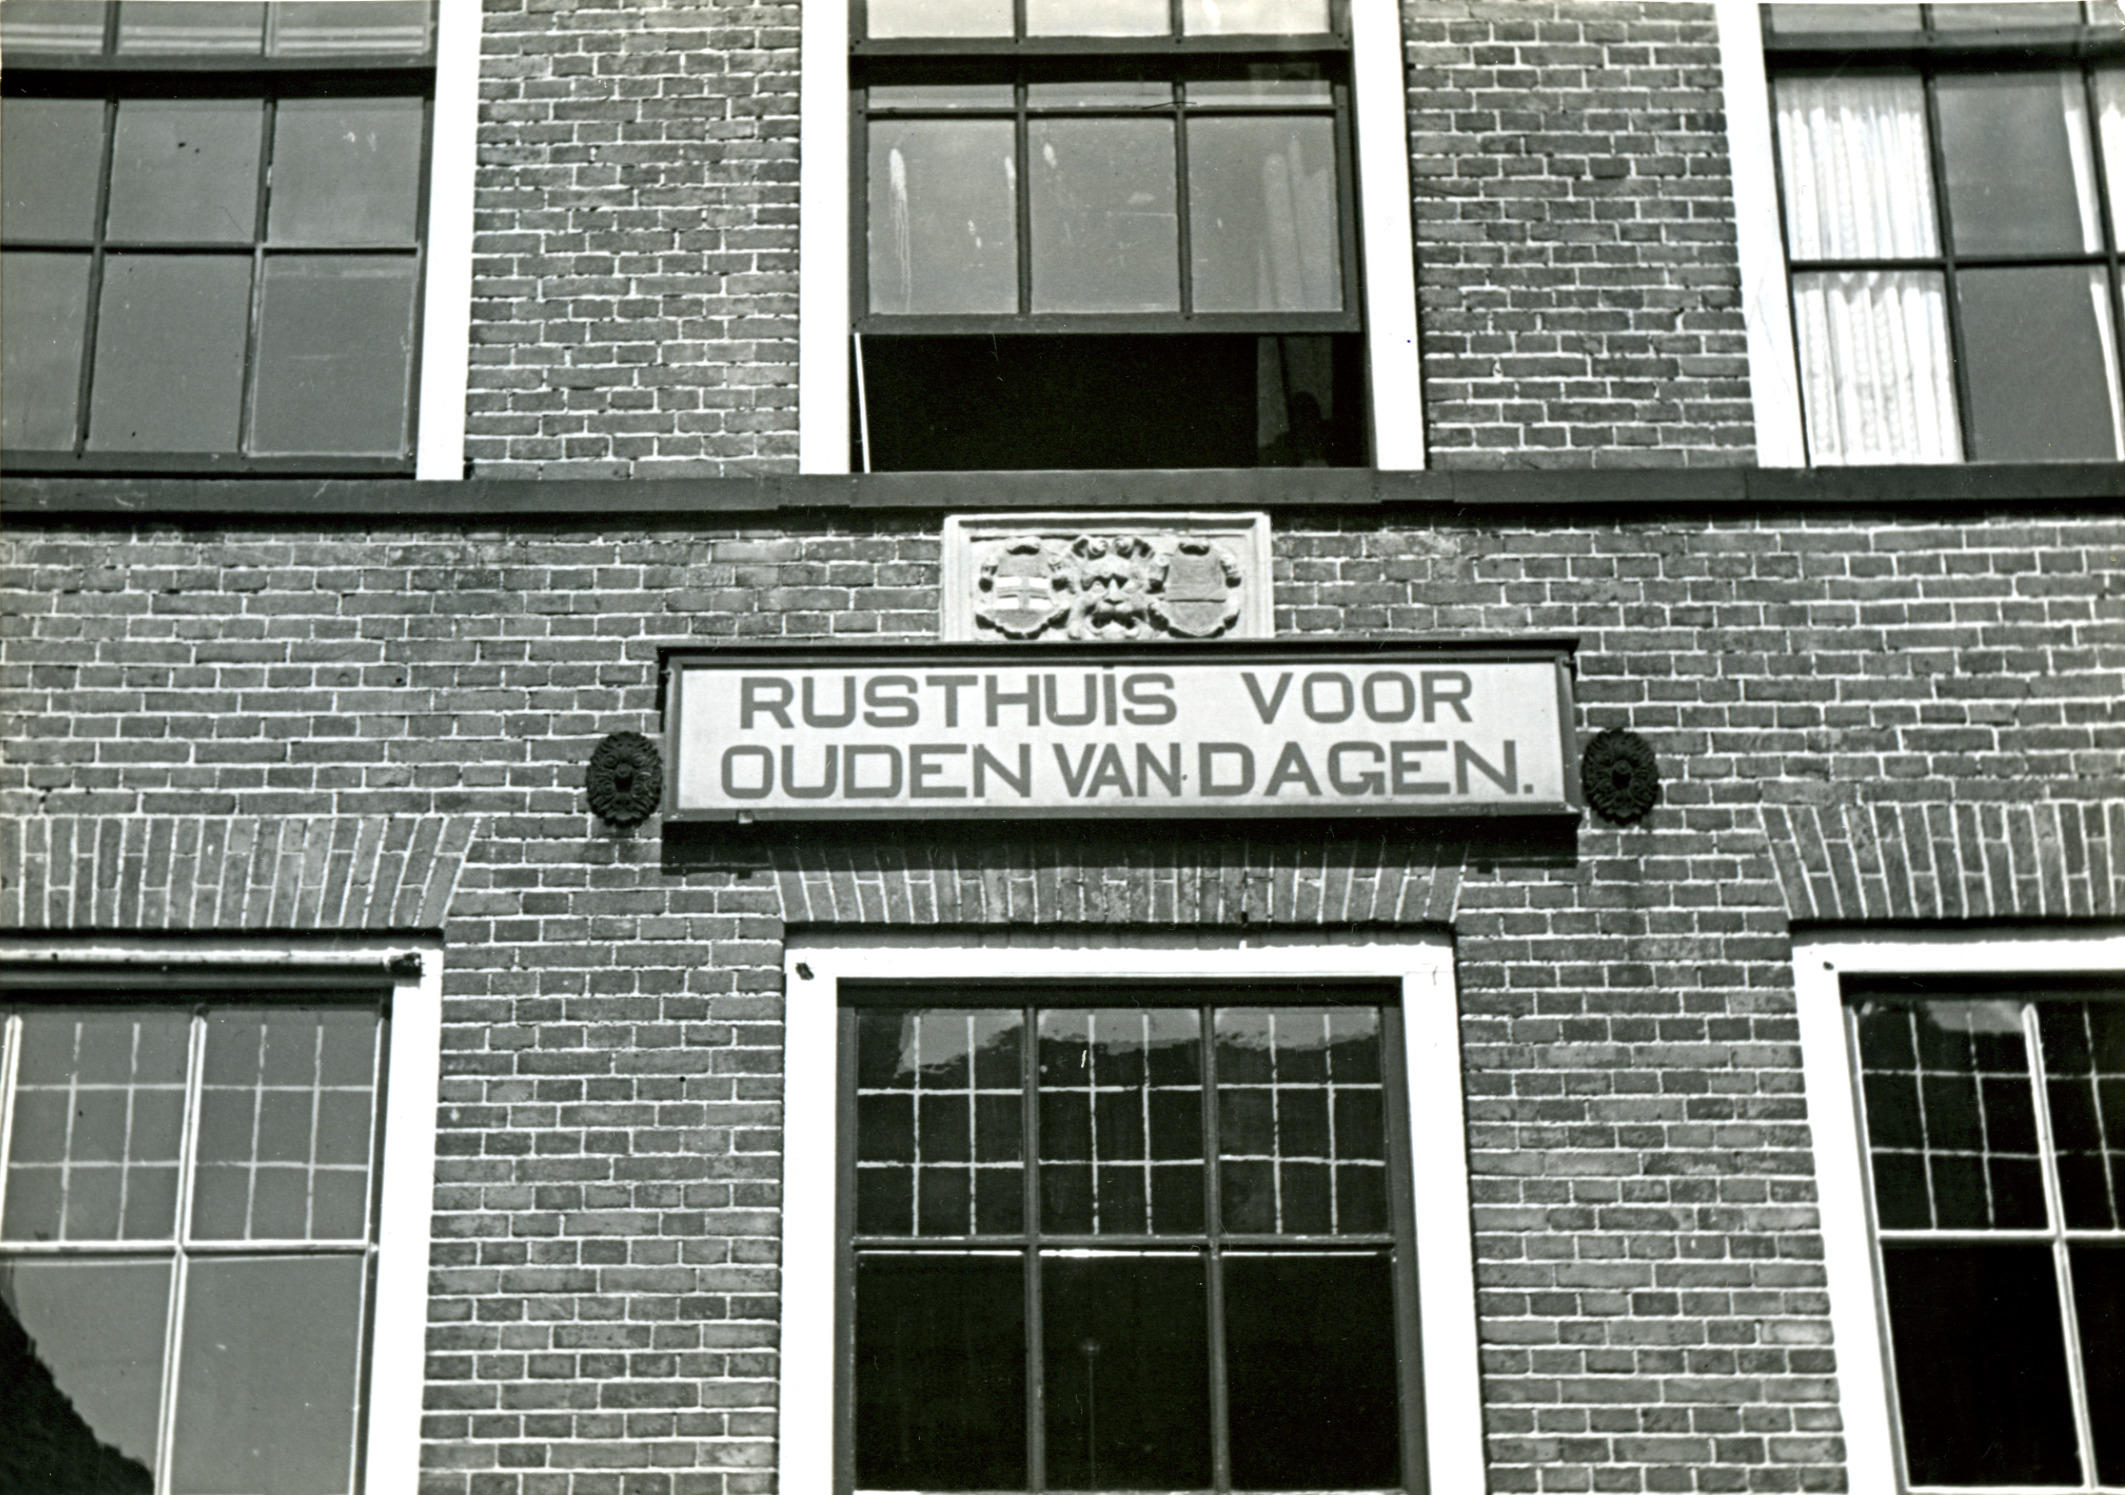 RUSTHUIS VOOR
OUDEN VAN DAGEN.